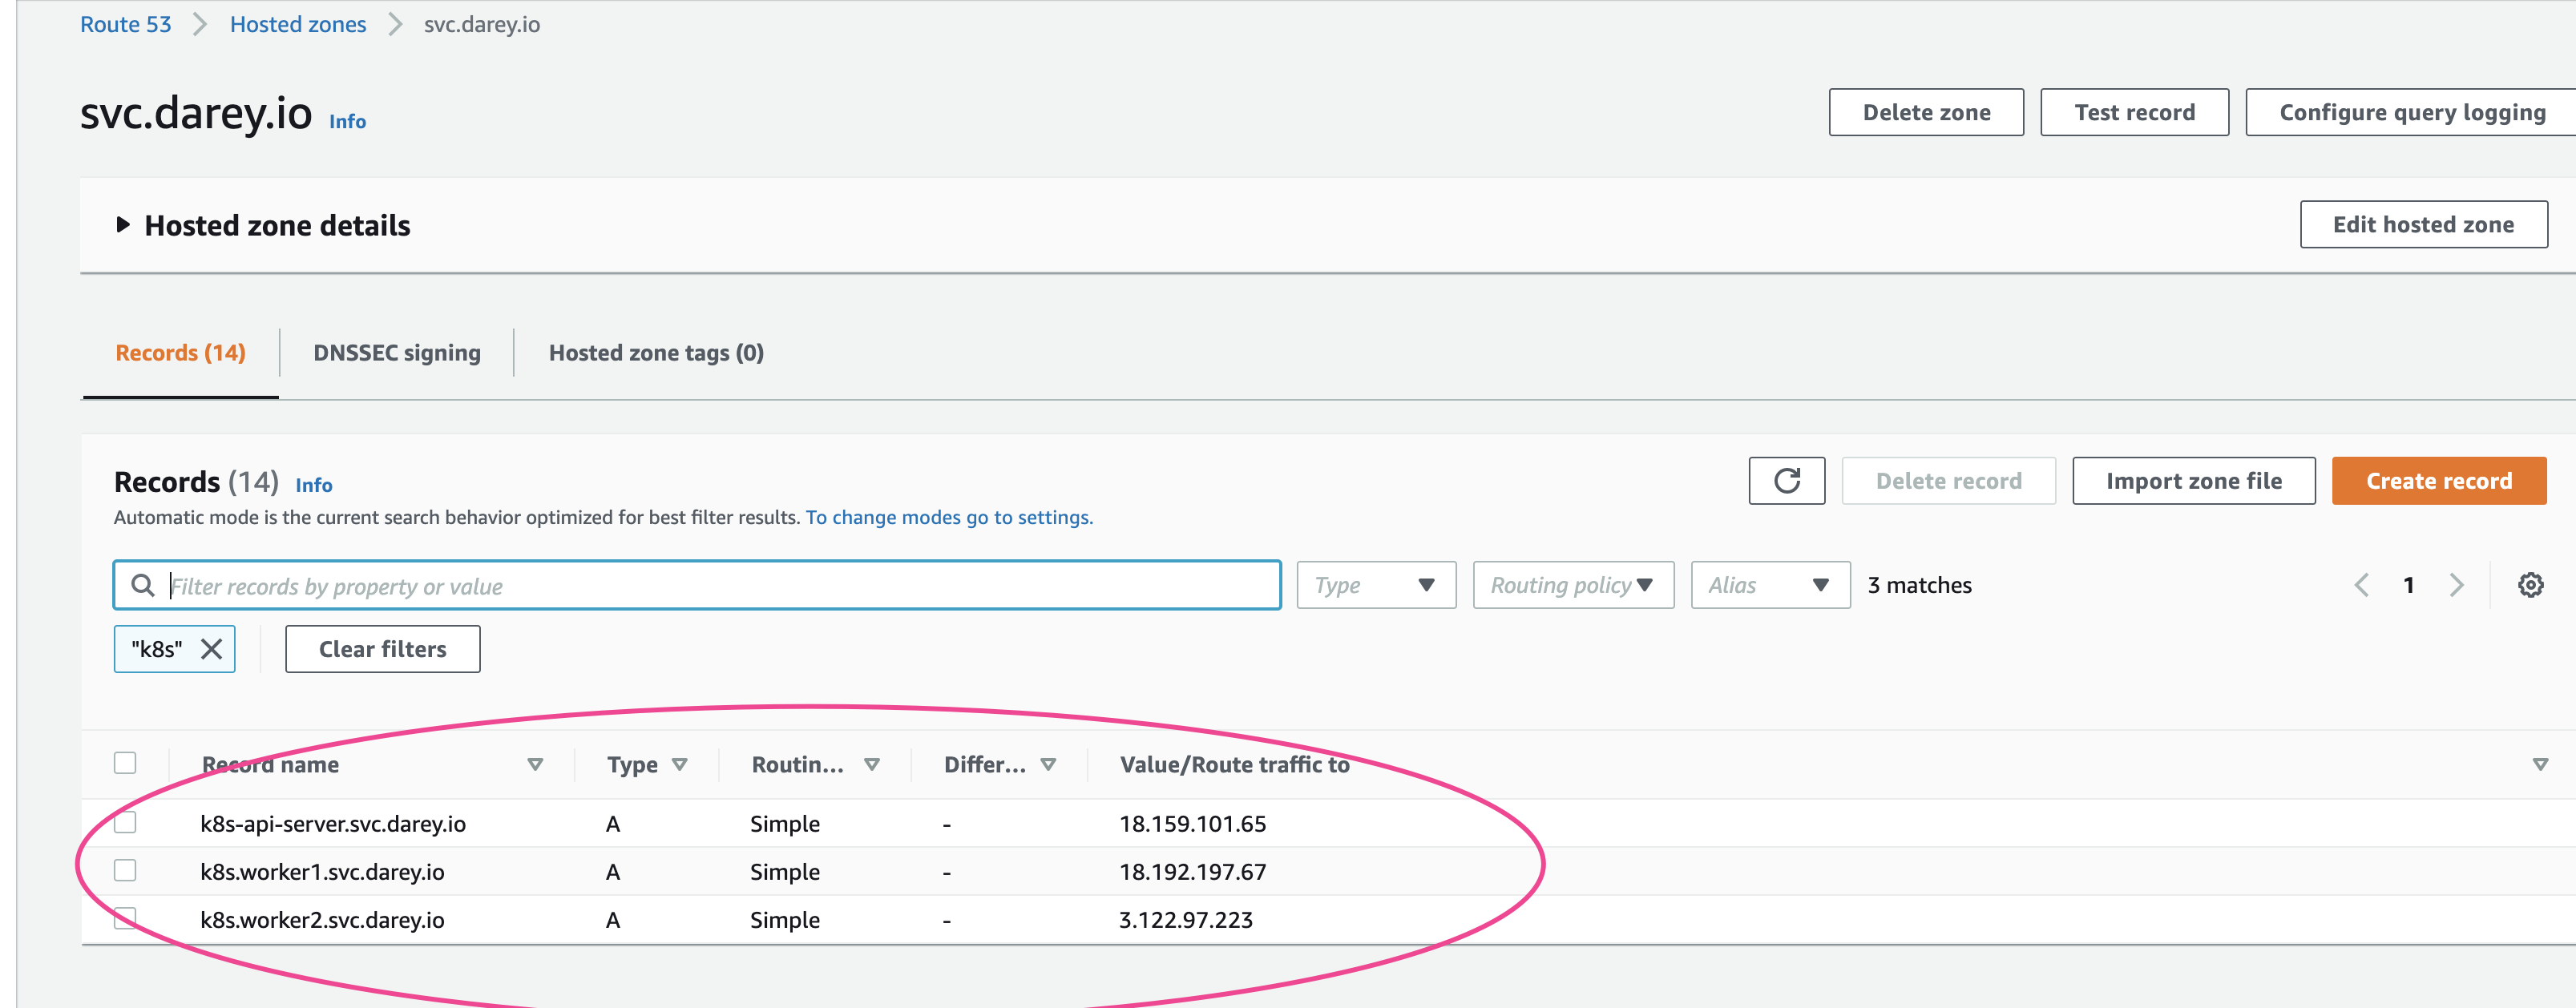 Route 53 Hosted zones svc.darey.io
svc.darey.io Info
Delete zone Test record Configure query logging
Hosted zone details
Edit hosted zone
Records (14) DNSSEC signing Hosted zone tags (0)
Records (14) Info
Delete record Import zone file Create record
Automatic mode is the current search behavior optimized for best filter results. To change modes go to settings.
Filter records by property or value Type Routing policy Alias 3 matches 1
"k8s" Clear filters
Record name Type Routin... Differ... Value/Route traffic to
k8s-api-server.svc.darey.io A Simple - 18.159.101.65
k8s.worker1.svc.darey.io A Simple - 18.192.197.67
k8s.worker2.svc.darey.io A Simple - 3.122.97.223